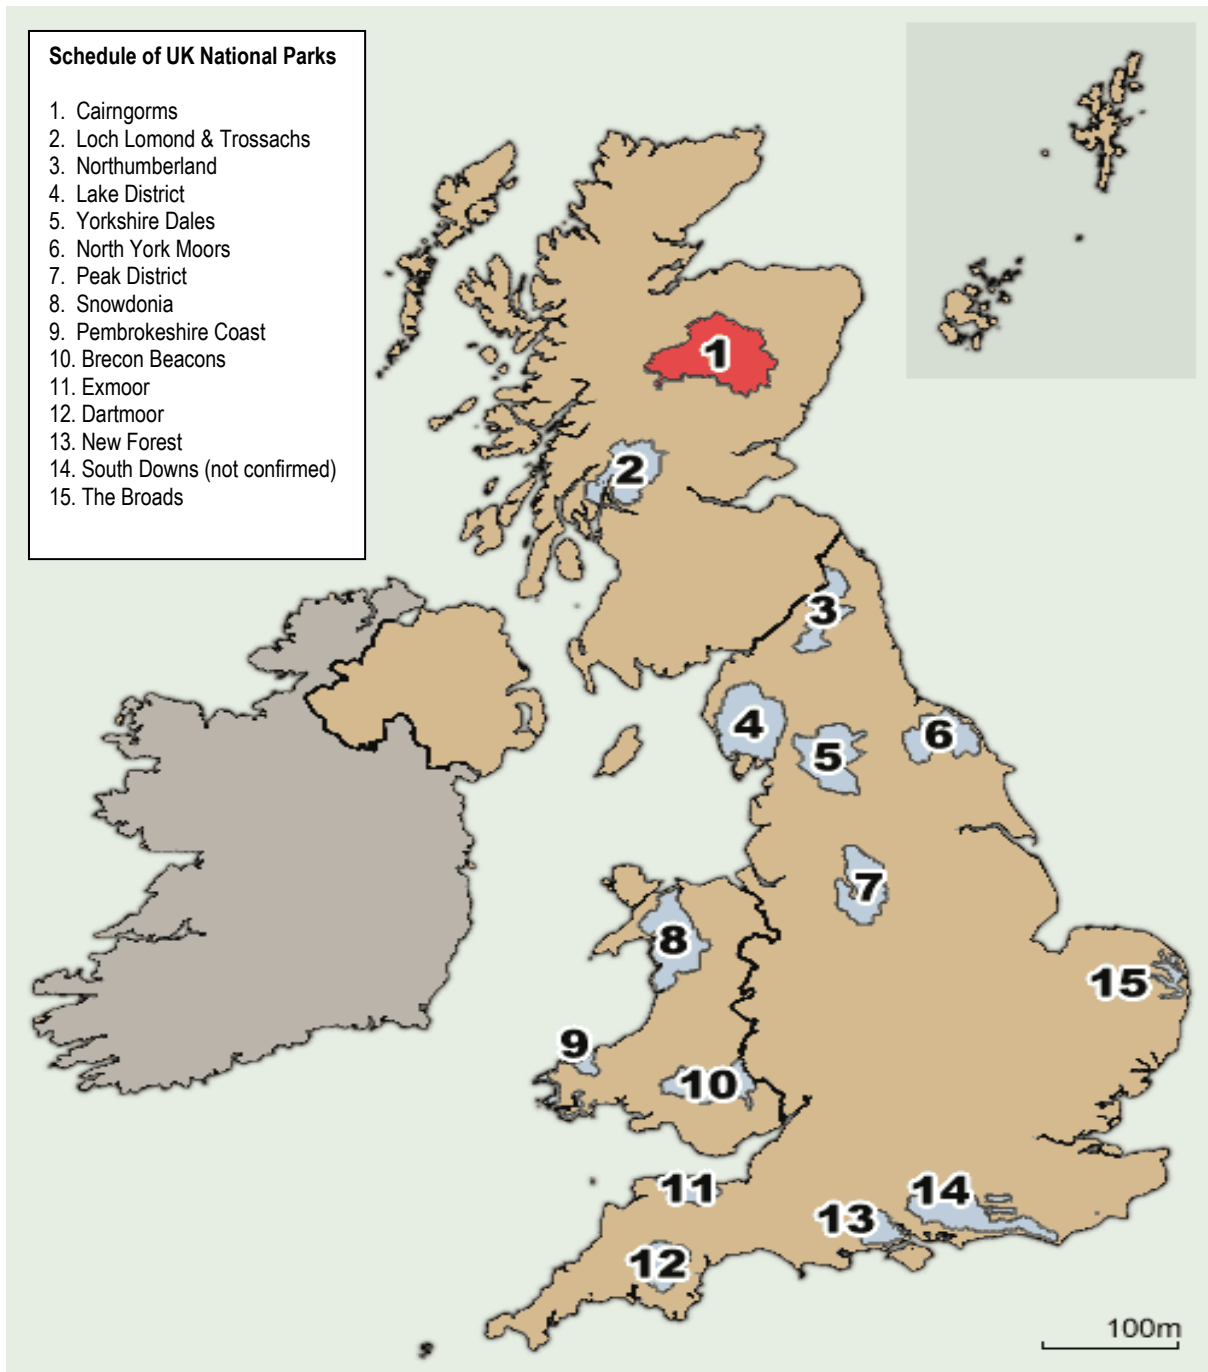 Schedule of UK National Parks
1. Cairngorms
2. Loch Lomond & Trossachs
3. Northumberland
4. Lake District
5. Yorkshire Dales
6. North York Moors
7. Peak District
8. Snowdonia
9. Pembrokeshire Coast
10. Brecon Beacons
11. Exmoor
12. Dartmoor
13. New Forest
14. South Downs (not confirmed)
15. The Broads
1
2
3
4
5
6
7
8
15
9
10
11
14
13
12
100m